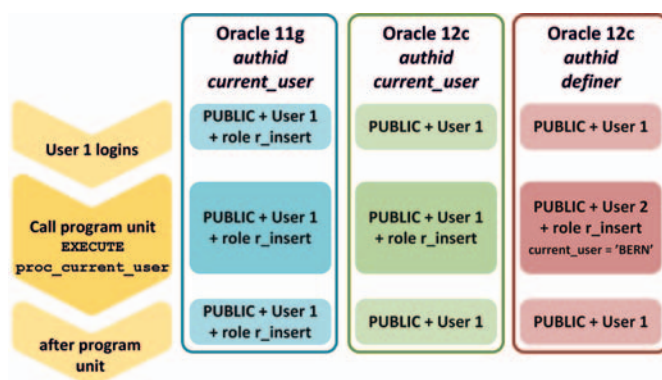 Oracle 11g
authid
current_user
Oracle 12c
authid
current_user
Oracle 12c
authid
definer
User 1 logins
PUBLIC + User 1
+ role r_insert
PUBLIC + User 1
PUBLIC + User 1
Call program unit
EXECUTE
proc_current_user
PUBLIC + User 1
+ role r_insert
PUBLIC + User 1
+ role r_insert
PUBLIC + User 2
+ role r_insert
current_user = 'BERN'
after program
unit
PUBLIC + User 1
+ role r_insert
PUBLIC + User 1
PUBLIC + User 1